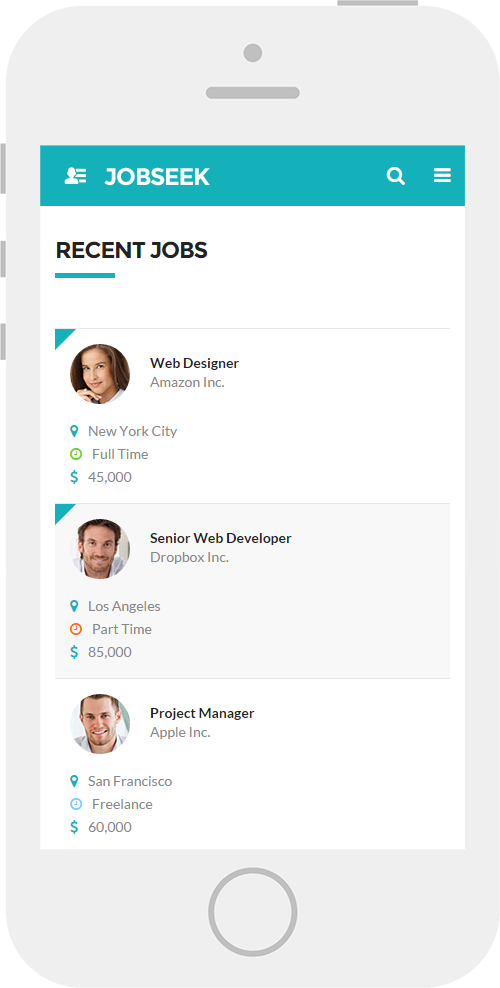 JOBSEEK
RECENT JOBS
Web Designer
Amazon Inc.
New York City
Full Time
$ 45,000
Senior Web Developer
Dropbox Inc.
Los Angeles
Part Time
$ 85,000
Project Manager
Apple Inc.
San Francisco
Freelance
$ 60,000